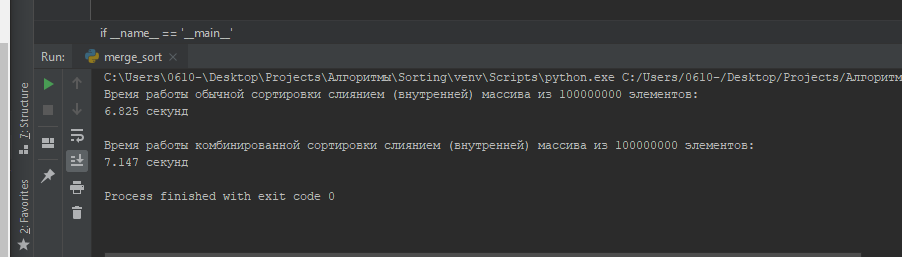 if __name__ == '__main__'
Run: merge_sort
C:\Users\0610-\Desktop\Projects\Алгоритмы\Sorting\venv\Scripts\python.exe C:/Users/0610-/Desktop/Projects/Алгоритм
Время работы обычной сортировки слиянием (внутренней) массива из 100000000 элементов:
6.825 секунд
Время работы комбинированной сортировки слиянием (внутренней) массива из 100000000 элементов:
7.147 секунд
Process finished with exit code 0
7: Structure
2: Favorites